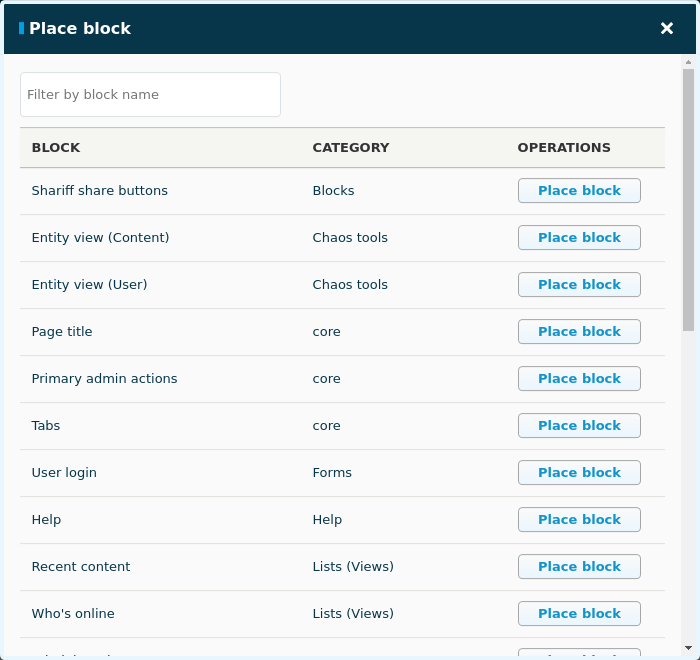 Place block
Filter by block name
BLOCK CATEGORY OPERATIONS
Shariff share buttons Blocks Place block
Entity view (Content) Chaos tools Place block
Entity view (User) Chaos tools Place block
Page title core Place block
Primary admin actions core Place block
Tabs core Place block
User login Forms Place block
Help Help Place block
Recent content Lists (Views) Place block
Who's online Lists (Views) Place block